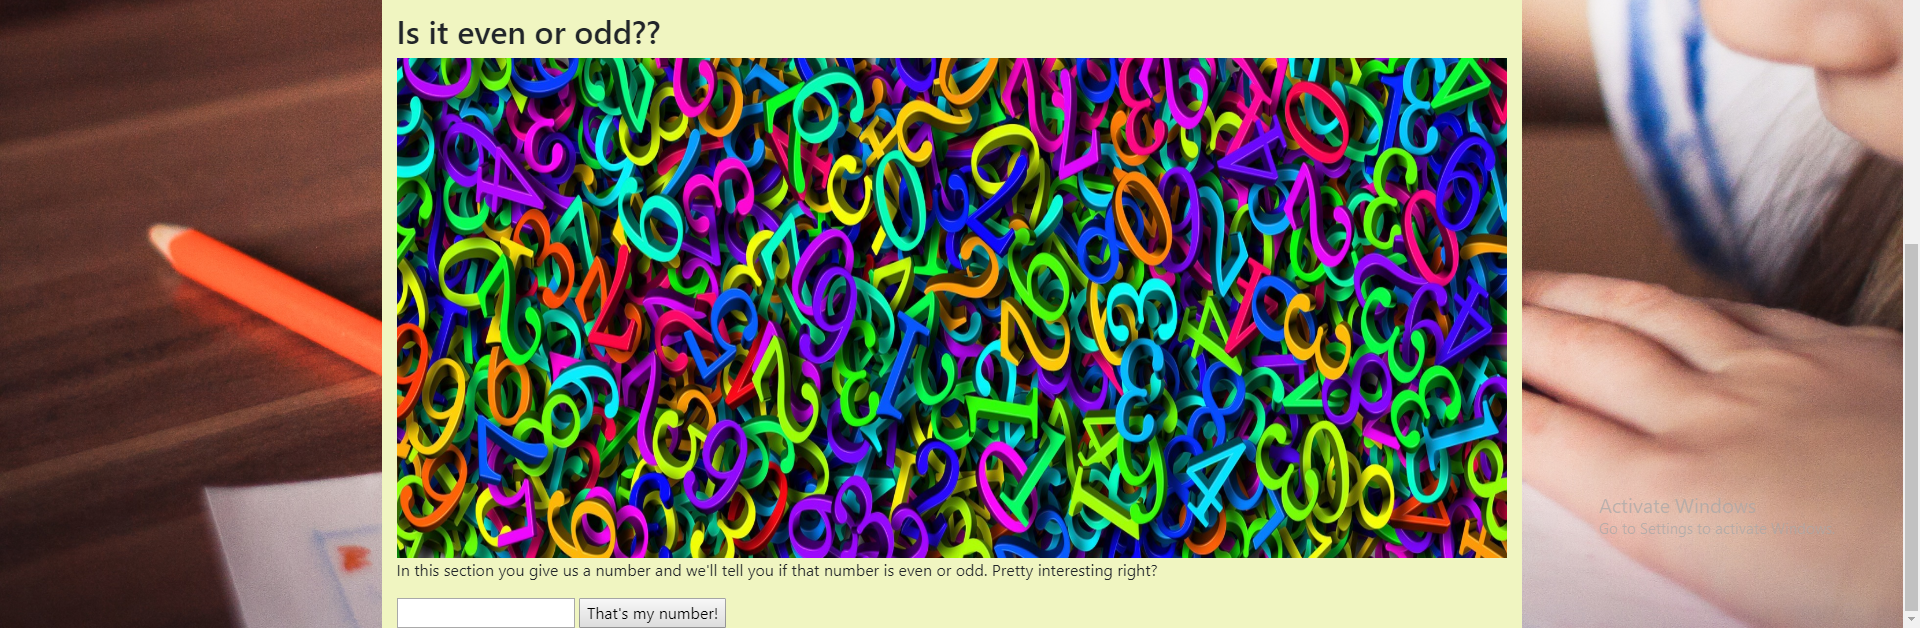 Is it even or odd??
In this section you give us a number and we'll tell you if that number is even or odd. Pretty interesting right?
That's my number!
Activate Windows
Go to Settings to activate Windows.